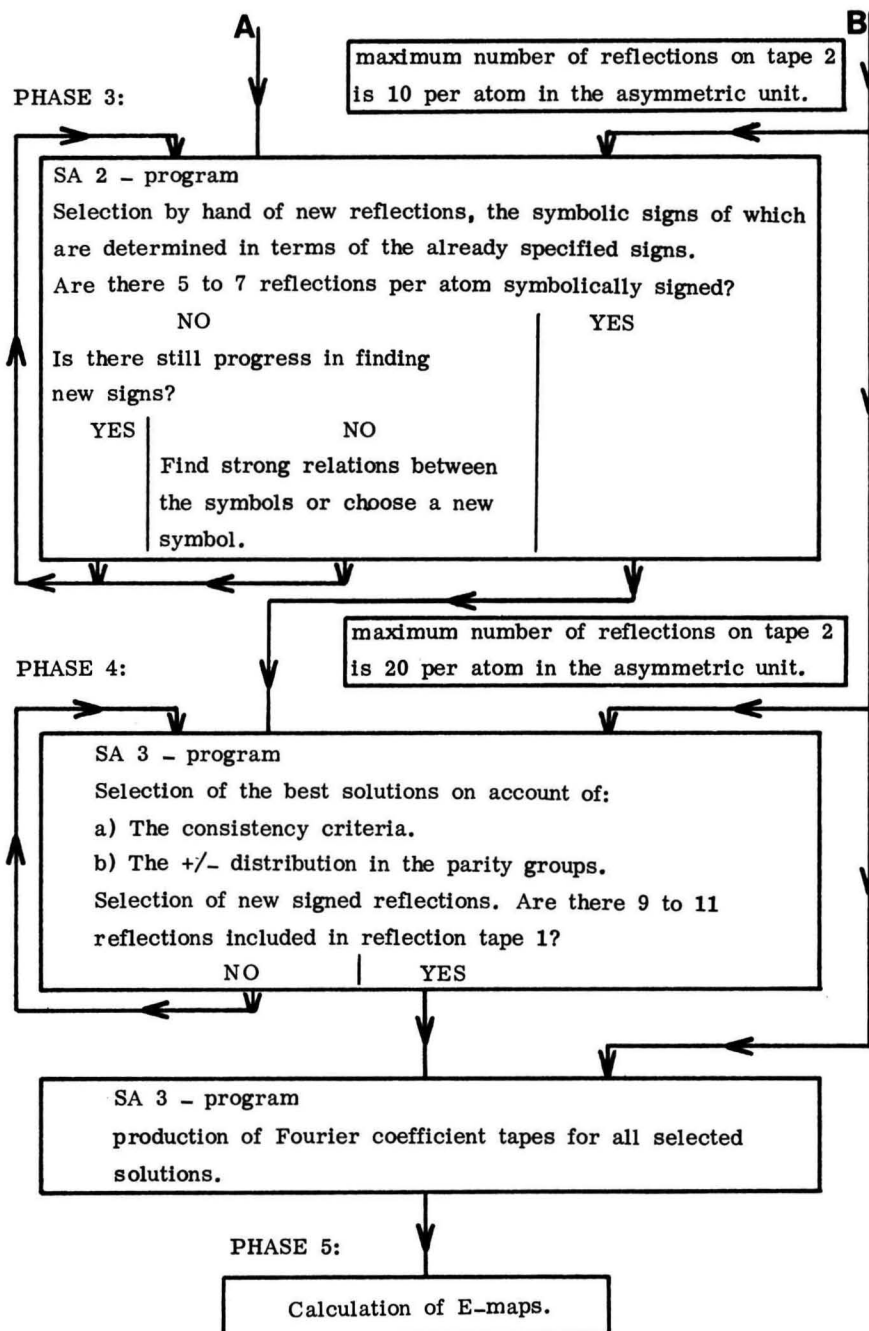 A
B
maximum number of reflections on tape 2
is 10 per atom in the asymmetric unit.
PHASE 3:
SA 2 – program
Selection by hand of new reflections, the symbolic signs of which
are determined in terms of the already specified signs.
Are there 5 to 7 reflections per atom symbolically signed?
NO
YES
Is there still progress in finding
new signs?
YES
NO
Find strong relations between
the symbols or choose a new
symbol.
maximum number of reflections on tape 2
is 20 per atom in the asymmetric unit.
PHASE 4:
SA 3 – program
Selection of the best solutions on account of:
a) The consistency criteria.
b) The +/– distribution in the parity groups.
Selection of new signed reflections. Are there 9 to 11
reflections included in reflection tape 1?
NO
YES
SA 3 – program
production of Fourier coefficient tapes for all selected
solutions.
PHASE 5:
Calculation of E–maps.